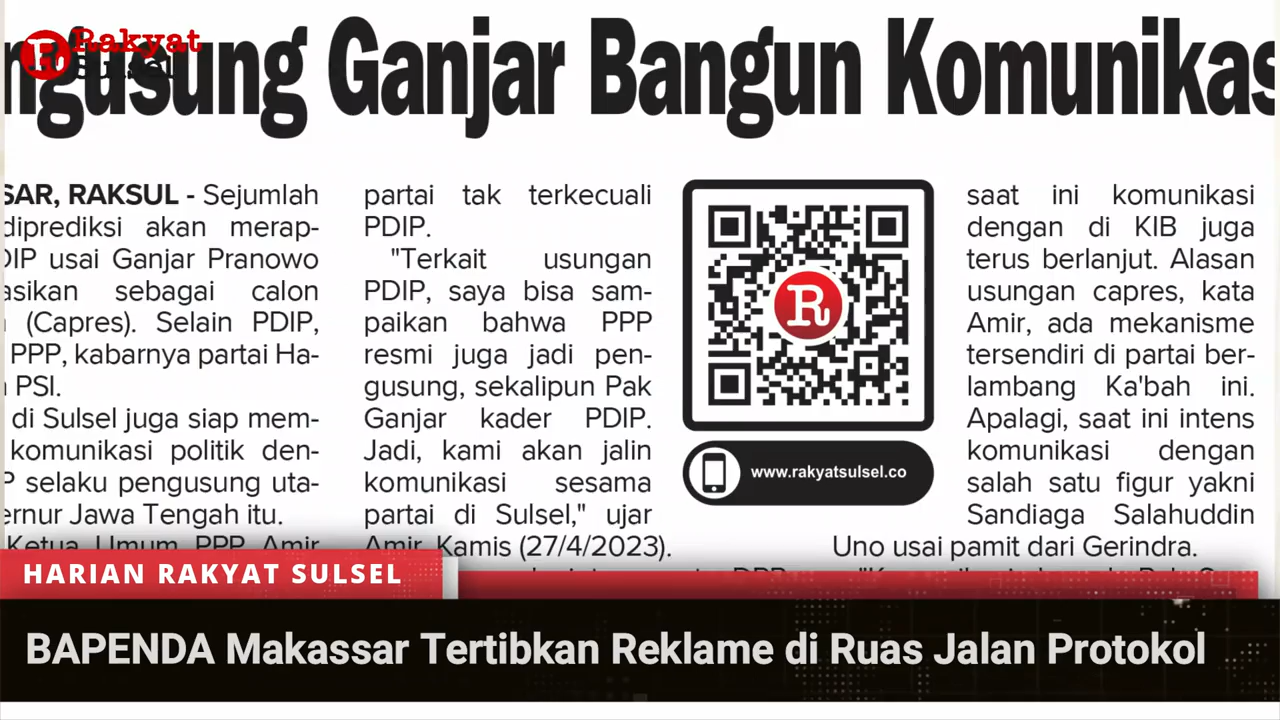 Rakyat
Sulsel
ngusung Ganjar Bangun Komunikas
SAR, RAKSUL - Sejumlah
diprediksi akan merap-
DIP usai Ganjar Pranowo
asikan sebagai calon
(Capres). Selain PDIP,
PPP, kabarnya partai Ha-
PSI.
di Sulsel juga siap mem-
komunikasi politik den-
P selaku pengusung uta-
ernur Jawa Tengah itu.
Ketua Umum PPP Amir
partai tak terkecuali
PDIP.
"Terkait usungan
PDIP, saya bisa sam-
paikan bahwa PPP
resmi juga jadi pen-
gusung, sekalipun Pak
Ganjar kader PDIP.
Jadi, kami akan jalin
komunikasi sesama
partai di Sulsel," ujar
Amir, Kamis (27/4/2023).
R
www.rakyatsulsel.co
saat ini komunikasi
dengan di KIB juga
terus berlanjut. Alasan
usungan capres, kata
Amir, ada mekanisme
tersendiri di partai ber-
lambang Ka'bah ini.
Apalagi, saat ini intens
komunikasi dengan
salah satu figur yakni
Sandiaga Salahuddin
Uno usai pamit dari Gerindra.
HARIAN RAKYAT SULSEL
BAPENDA Makassar Tertibkan Reklame di Ruas Jalan Protokol